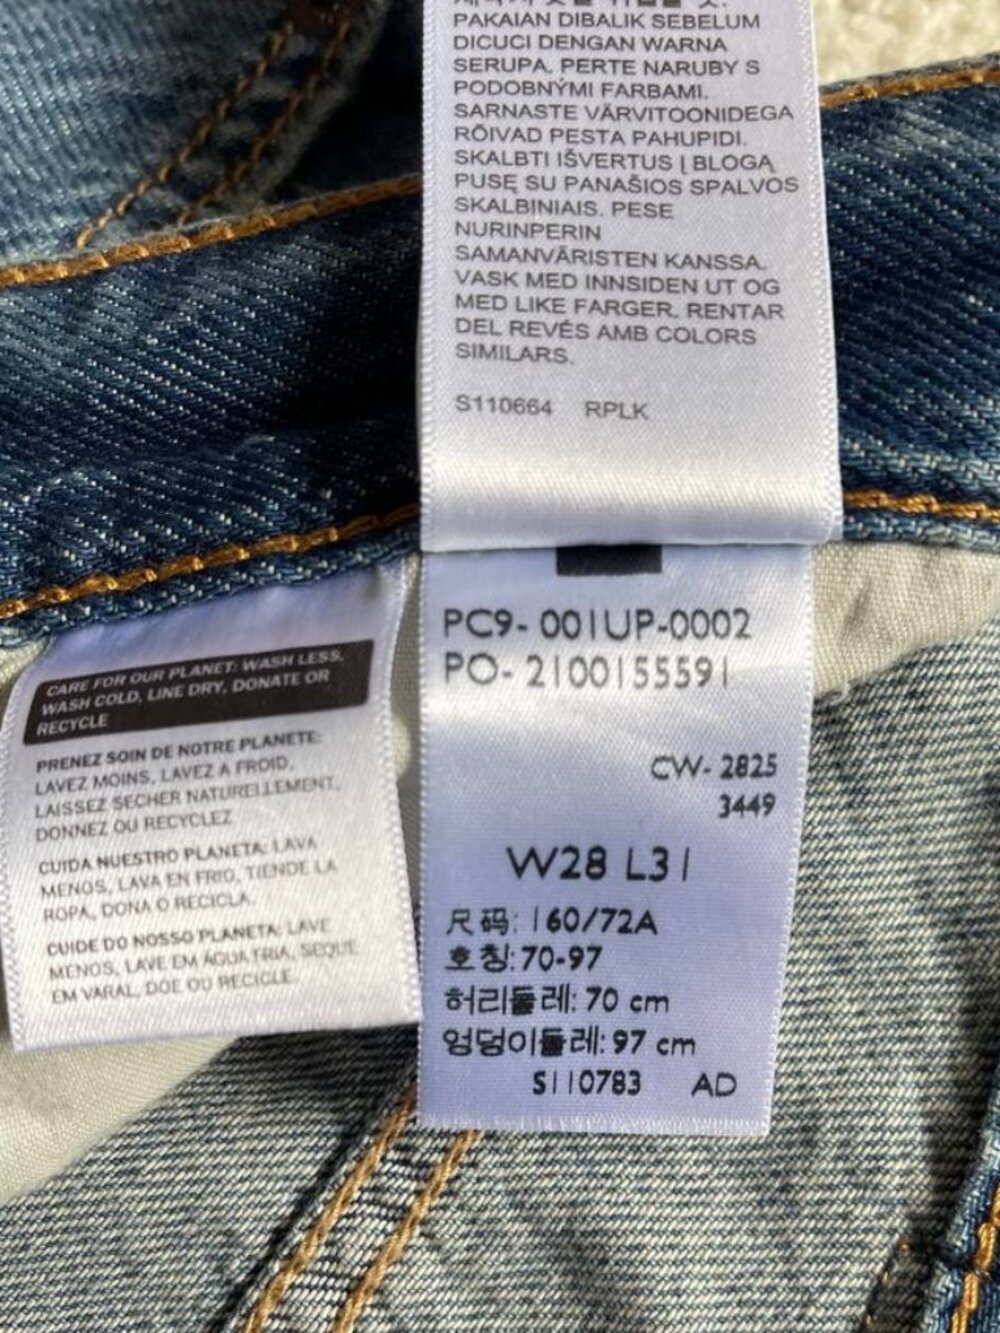 PAKAIAN DIBALIK SEBELUM
DICUCI DENGAN WARNA
SERUPA. PERTE NARUBY S
PODOBNÝMI FARBAMI.
SARNASTE VÄRVITOONIDEGA
RÕIVAD PESTA PAHUPIDI.
SKALBTI IŠVERTUS Į BLOGĄ
PUSĘ SU PANAŠIOS SPALVOS
SKALBINIAIS. PESE
NURINPERIN
SAMANVÄRISTEN KANSSA.
VASK MED INNSIDEN UT OG
MED LIKE FARGER. RENTAR
DEL REVÉS AMB COLORS
SIMILARS.
S110664 RPLK
PC9-001UP-0002
PO-2100155591
CW-2825
3449
W28 L31
尺码: 160/72A
호칭: 70-97
허리둘레: 70 cm
엉덩이둘레: 97 cm
S110783 AD
CARE FOR OUR PLANET: WASH LESS,
WASH COLD, LINE DRY, DONATE OR
RECYCLE
PRENEZ SOIN DE NOTRE PLANETE:
LAVEZ MOINS, LAVEZ A FROID,
LAISSEZ SECHER NATURELLEMENT,
DONNEZ OU RECYCLEZ
CUIDA NUESTRO PLANETA: LAVA
MENOS, LAVA EN FRIO, TIENDE LA
ROPA, DONA O RECICLA.
CUIDE DO NOSSO PLANETA: LAVE
MENOS, LAVE EM ÁGUA FRIA, SEQUE
EM VARAL, DOE OU RECICLE.